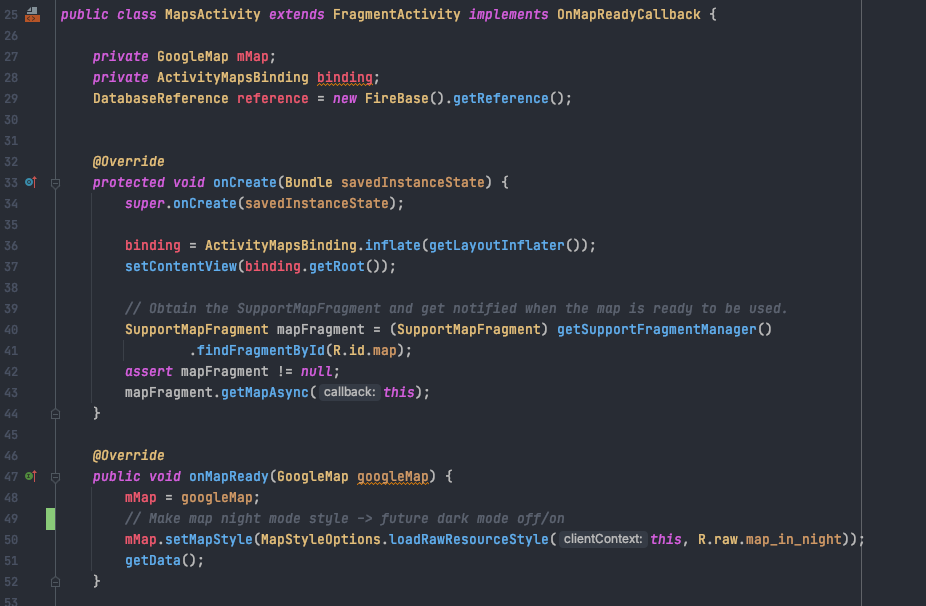 25 public class MapsActivity extends FragmentActivity implements OnMapReadyCallback {
26
27 private GoogleMap mMap;
28 private ActivityMapsBinding binding;
29 DatabaseReference reference = new FireBase().getReference();
30
31
32 @Override
33 protected void onCreate(Bundle savedInstanceState) {
34 super.onCreate(savedInstanceState);
35
36 binding = ActivityMapsBinding.inflate(getLayoutInflater());
37 setContentView(binding.getRoot());
38
39 // Obtain the SupportMapFragment and get notified when the map is ready to be used.
40 SupportMapFragment mapFragment = (SupportMapFragment) getSupportFragmentManager()
41 .findFragmentById(R.id.map);
42 assert mapFragment != null;
43 mapFragment.getMapAsync( callback: this);
44 }
45
46 @Override
47 public void onMapReady(GoogleMap googleMap) {
48 mMap = googleMap;
49 // Make map night mode style -> future dark mode off/on
50 mMap.setMapStyle(MapStyleOptions.loadRawResourceStyle( clientContext: this, R.raw.map_in_night));
51 getData();
52 }
53